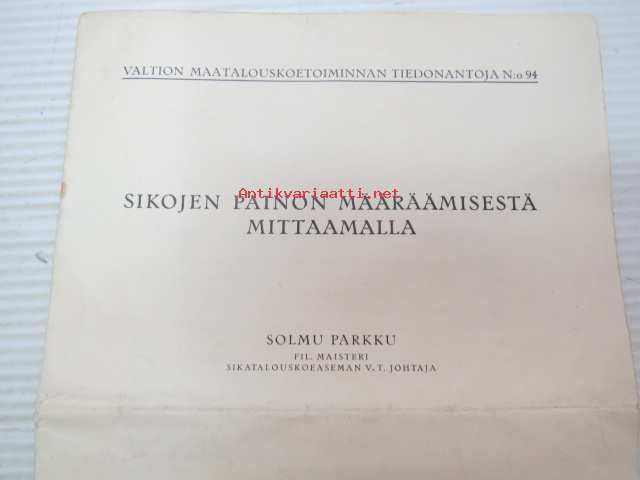 VALTION MAATALOUSKOETOIMINNAN TIEDONANTOJA N:o 94
Antikvariaatti.net
SIKOJEN PAINON MÄÄRÄÄMISESTÄ
MITTAAMALLA
SOLMU PARKKU
FIL. MAISTERI
SIKATALOUSKOEASEMAN V. T. JOHTAJA